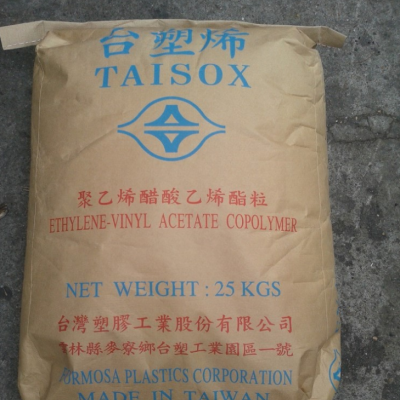 台塑烯
TAISOX
聚乙烯醋酸乙烯酯粒
ETHYLENE-VINYL ACETATE COPOLYMER
NET WEIGHT : 25 KGS
台灣塑膠工業股份有限公司
雲林縣麥寮鄉台塑工業園區一號
FORMOSA PLASTICS CORPORATION
MADE IN TAIWAN